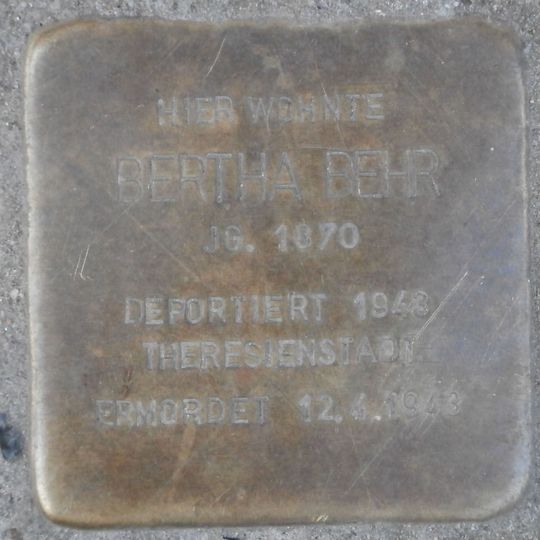 HIER WOHNTE
BERTHA BEHR
JG. 1870
DEPORTIERT 1943
THERESIENSTADT
ERMORDET 12.4.1943